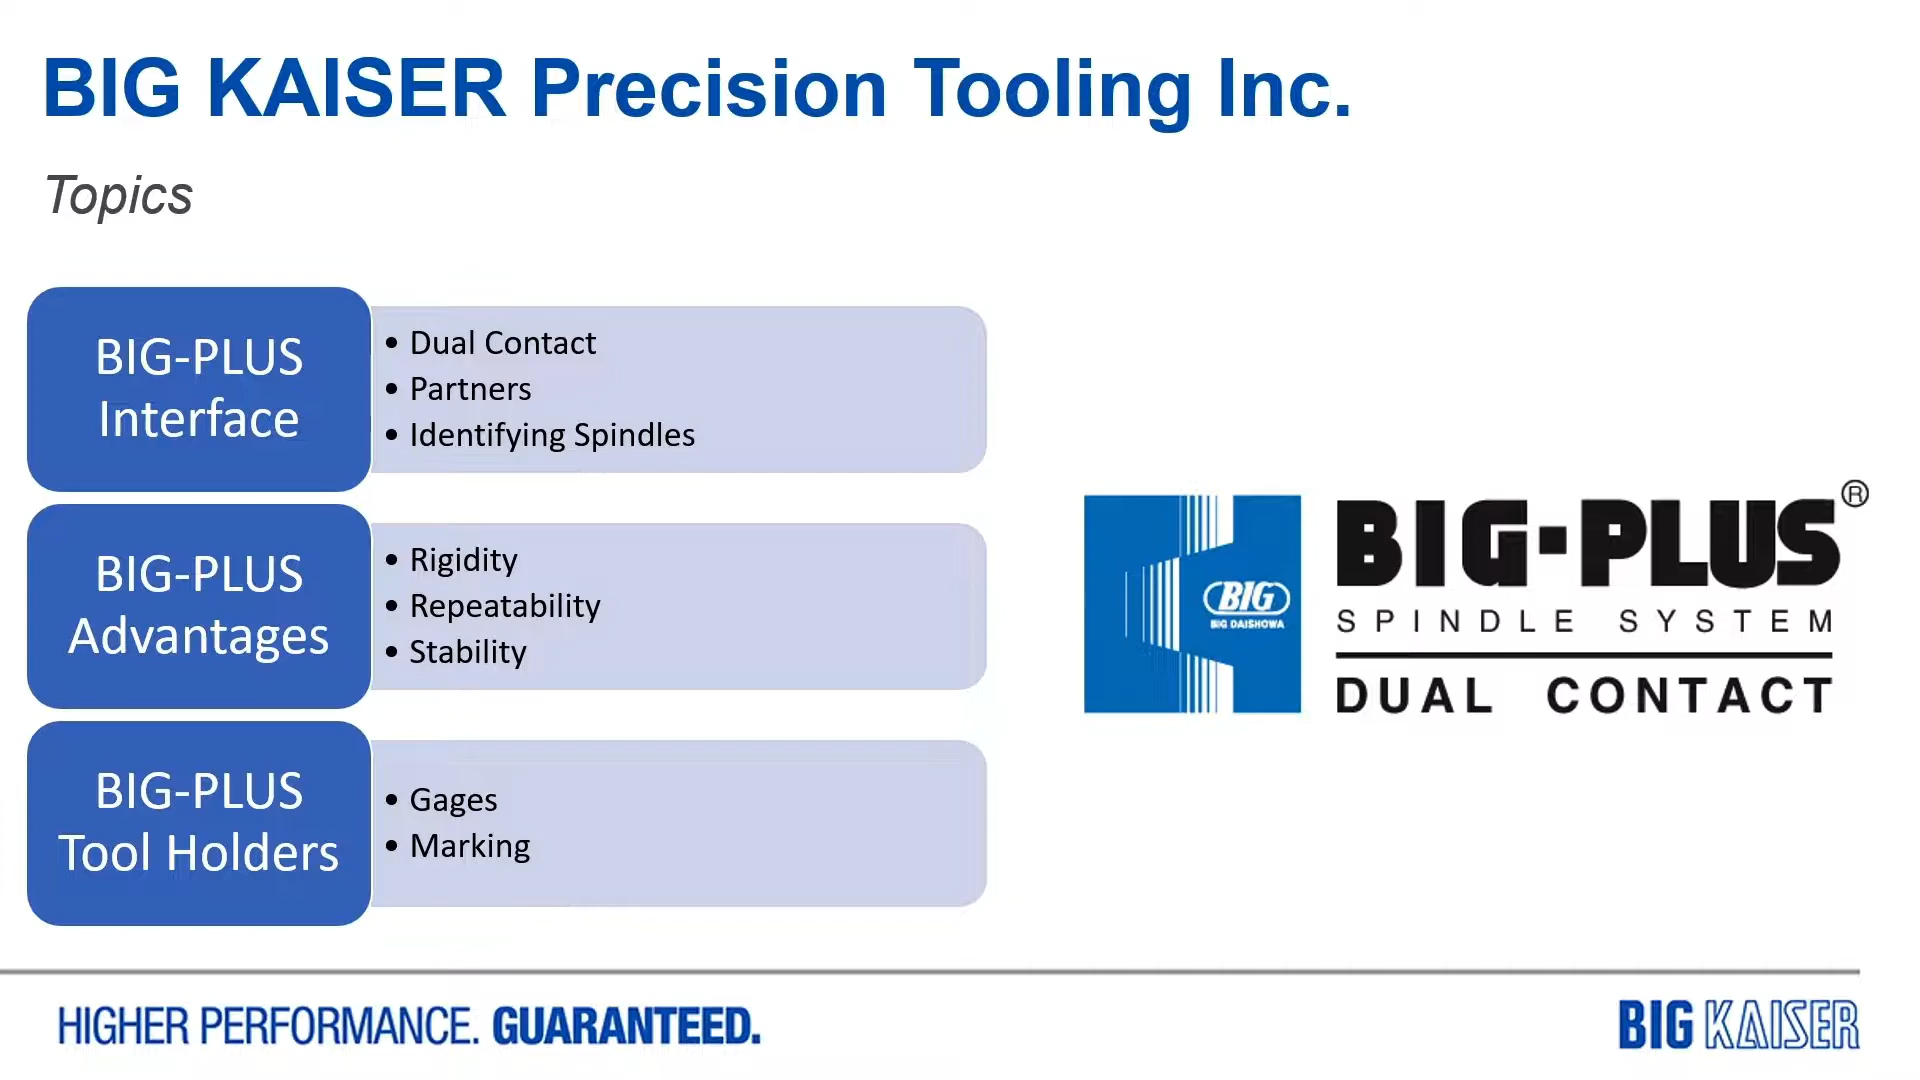 BIG KAISER Precision Tooling Inc.
Topics
BIG-PLUS
Interface
• Dual Contact
• Partners
• Identifying Spindles
BIG-PLUS
Advantages
• Rigidity
• Repeatability
• Stability
BIG-PLUS
Tool Holders
• Gages
• Marking
BIG
BIG DAISHOWA
BIG-PLUS®
SPINDLE SYSTEM
DUAL CONTACT
HIGHER PERFORMANCE. GUARANTEED.
BIG KAISER